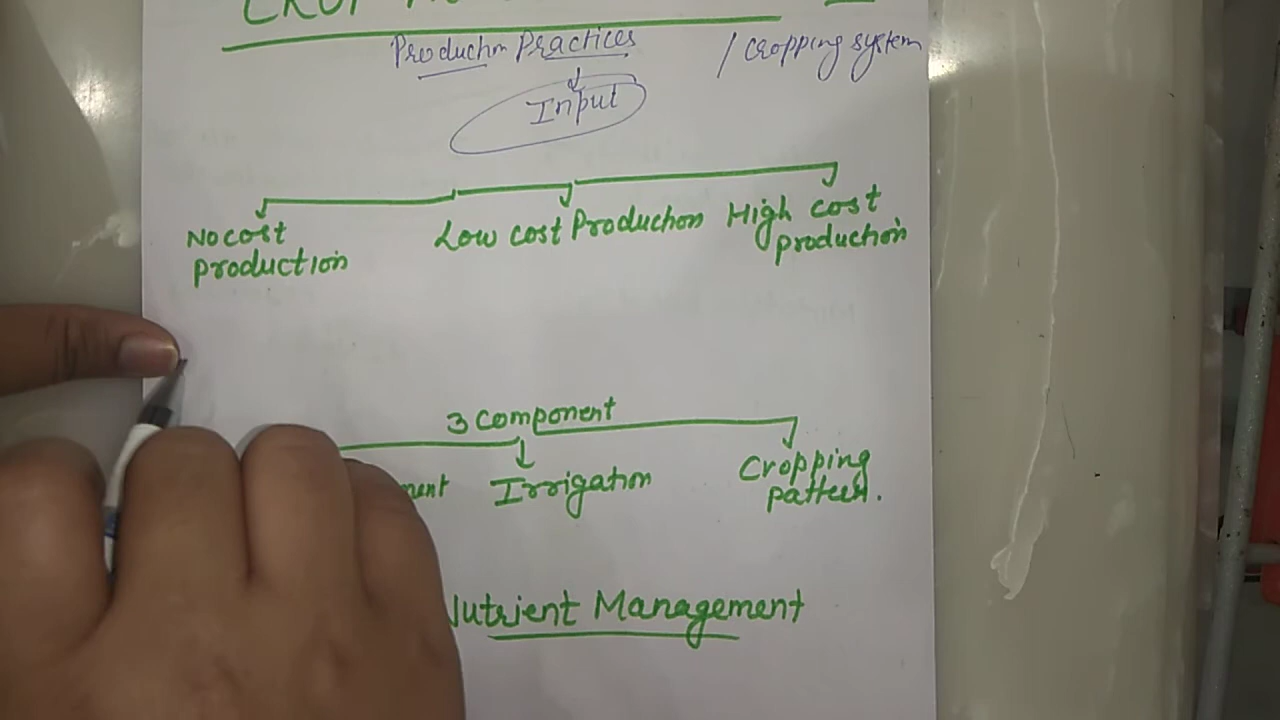 Production Practices / Cropping system
Input
No cost
production
Low cost Production
High cost
production
3 Component
Irrigation
Cropping
pattern.
Nutrient Management